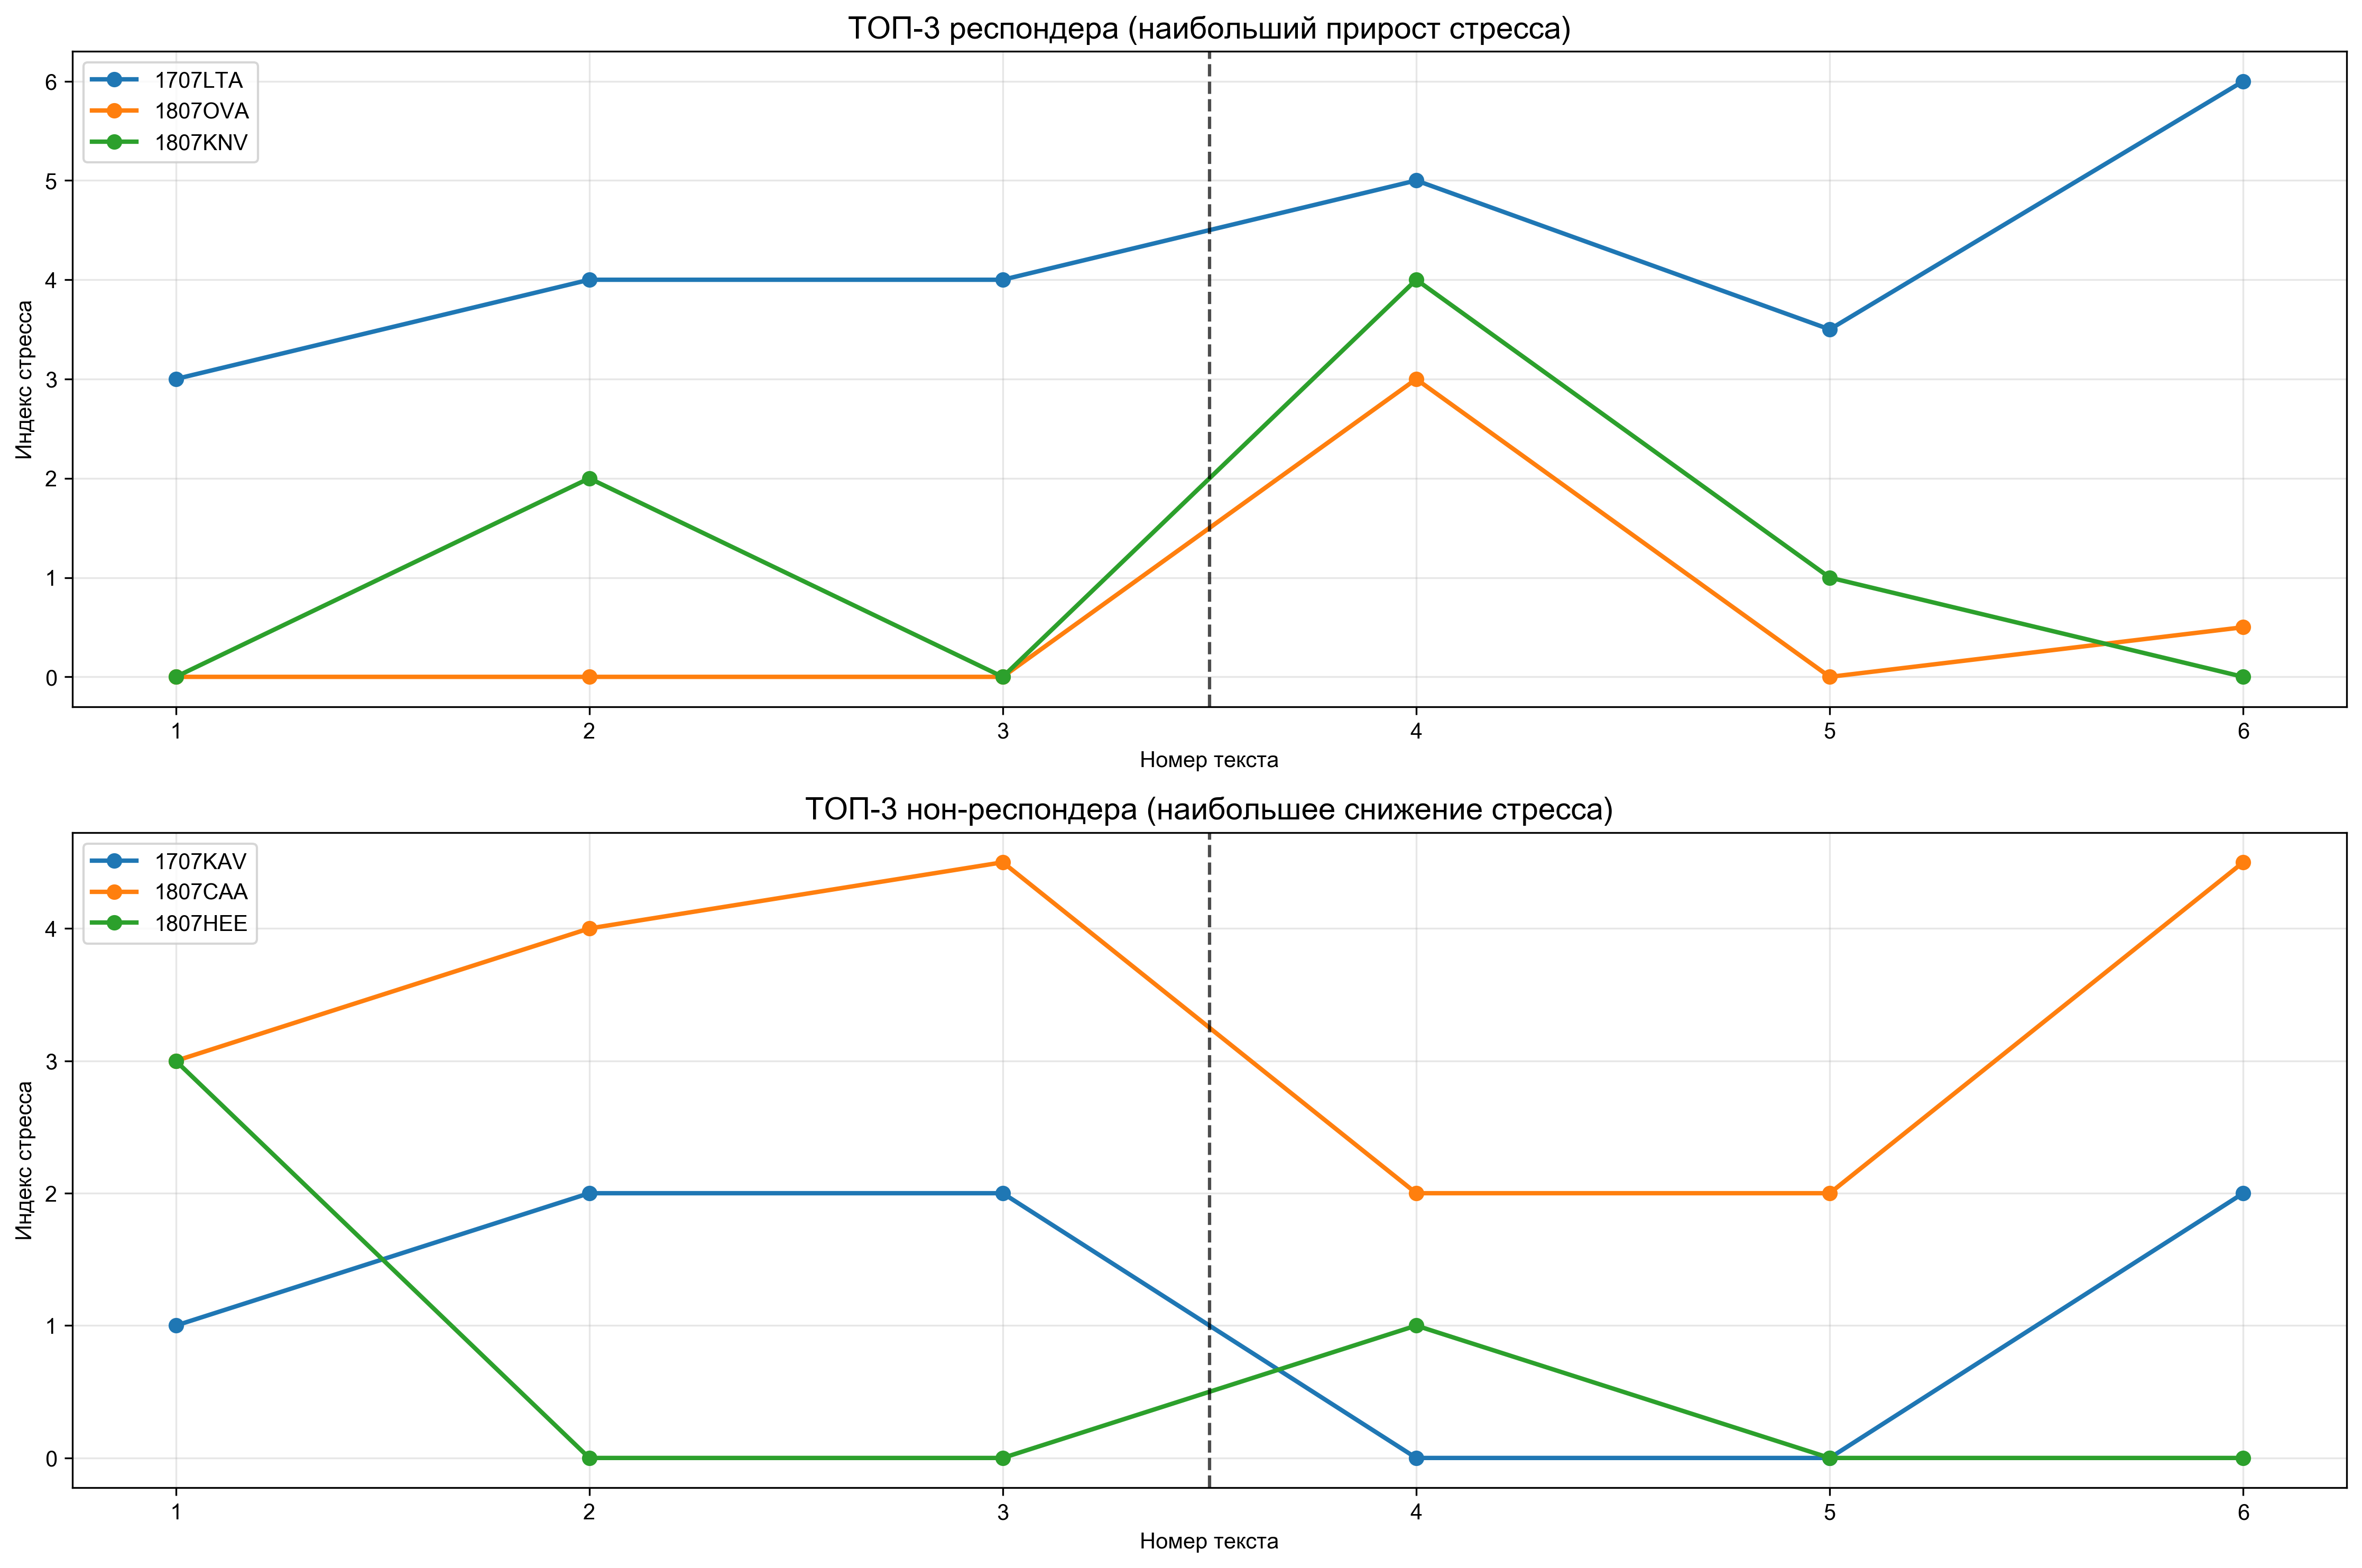 ТОП-3 респондера (наибольший прирост стресса)
1707LTA
1807OVA
1807KNV
Индекс стресса
6
5
4
3
2
1
0
1 2 3 4 5 6
Номер текста
ТОП-3 нон-респондера (наибольшее снижение стресса)
1707KAV
1807CAA
1807HEE
Индекс стресса
4
3
2
1
0
1 2 3 4 5 6
Номер текста